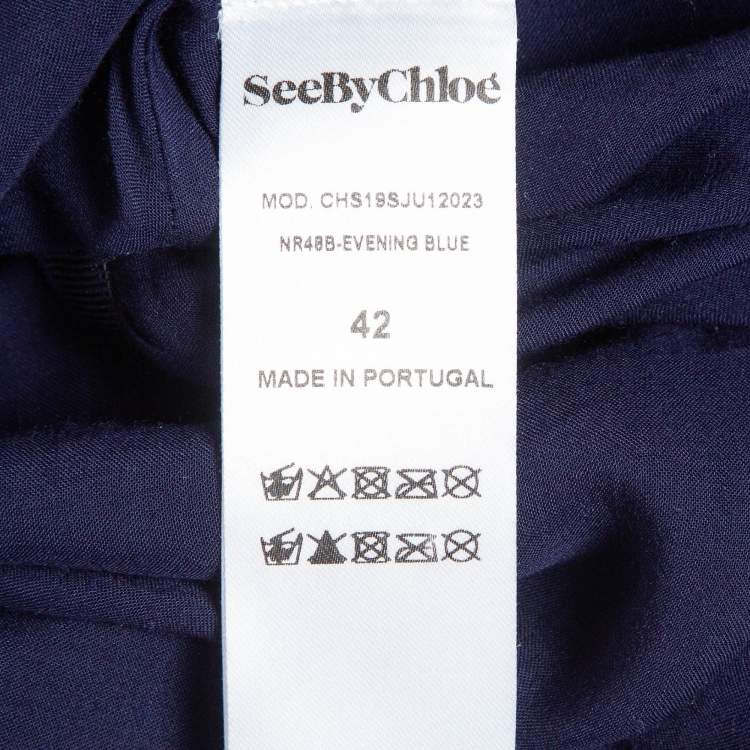 SeeByChloé
MOD. CHS19SJU12023
NR48B-EVENING BLUE
42
MADE IN PORTUGAL